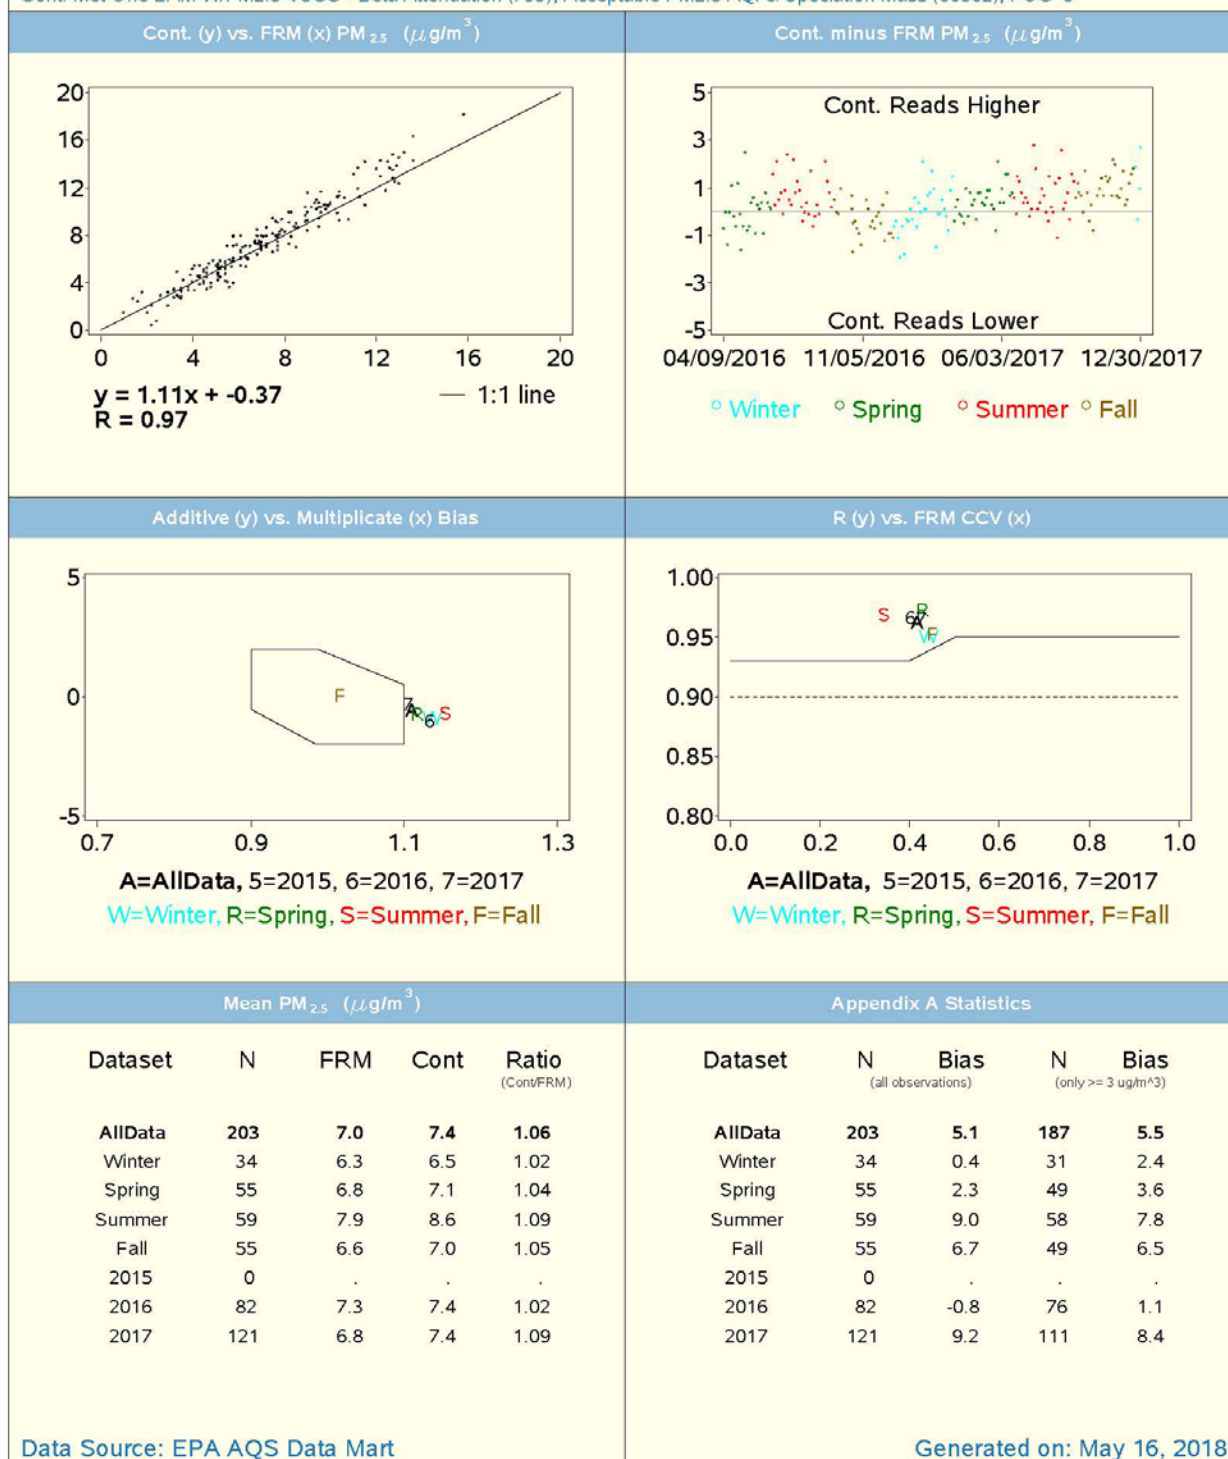 Cont. (y) vs. FRM (x) PM 2.5 (μg/m³)
20
16
12
8
4
0
0 4 8 12 16 20
y = 1.11x + -0.37
R = 0.97
— 1:1 line
Cont. minus FRM PM 2.5 (μg/m³)
5
3
1
-1
-3
-5
Cont. Reads Higher
Cont. Reads Lower
04/09/2016 11/05/2016 06/03/2017 12/30/2017
Winter Spring Summer Fall
Additive (y) vs. Multiplicate (x) Bias
5
0
-5
F
7
A
R
W
6
S
0.7 0.9 1.1 1.3
A=AllData, 5=2015, 6=2016, 7=2017
W=Winter, R=Spring, S=Summer, F=Fall
R (y) vs. FRM CCV (x)
1.00
0.95
0.90
0.85
0.80
S
6
7
R
A
W
F
0.0 0.2 0.4 0.6 0.8 1.0
A=AllData, 5=2015, 6=2016, 7=2017
W=Winter, R=Spring, S=Summer, F=Fall
Mean PM 2.5 (μg/m³)
Dataset N FRM Cont Ratio
(Cont/FRM)
AllData 203 7.0 7.4 1.06
Winter 34 6.3 6.5 1.02
Spring 55 6.8 7.1 1.04
Summer 59 7.9 8.6 1.09
Fall 55 6.6 7.0 1.05
2015 0 . . .
2016 82 7.3 7.4 1.02
2017 121 6.8 7.4 1.09
Appendix A Statistics
Dataset N Bias N Bias
(all observations) (only >= 3 ug/m^3)
AllData 203 5.1 187 5.5
Winter 34 0.4 31 2.4
Spring 55 2.3 49 3.6
Summer 59 9.0 58 7.8
Fall 55 6.7 49 6.5
2015 0 . . .
2016 82 -0.8 76 1.1
2017 121 9.2 111 8.4
Data Source: EPA AQS Data Mart
Generated on: May 16, 2018